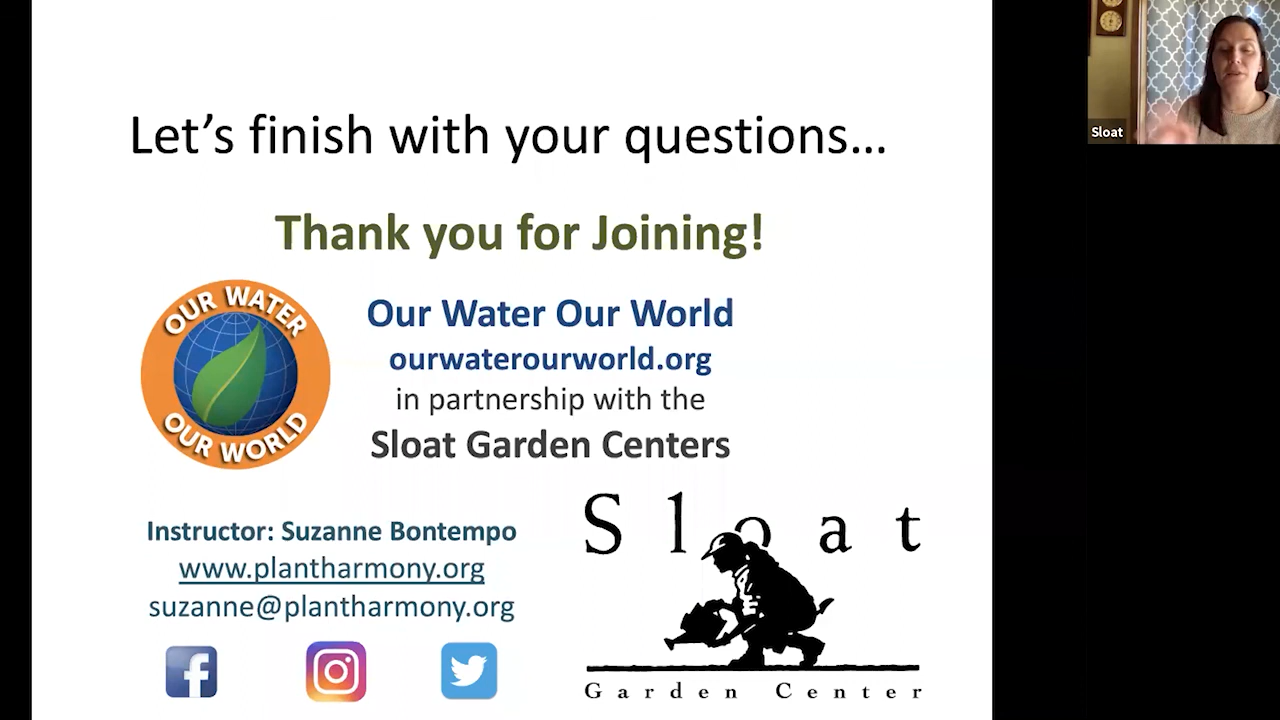 Let's finish with your questions…
Thank you for Joining!
OUR WATER
OUR WORLD
Our Water Our World
ourwaterourworld.org
in partnership with the
Sloat Garden Centers
Instructor: Suzanne Bontempo
www.plantharmony.org
suzanne@plantharmony.org
Sloat
Garden Center
Sloat